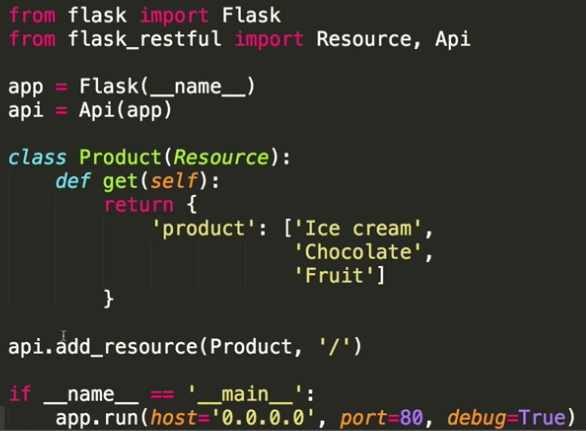 from flask import Flask
from flask_restful import Resource, Api
app = Flask(__name__)
api = Api(app)
class Product(Resource):
def get(self):
return {
'product': ['Ice cream',
'Chocolate',
'Fruit']
}
api.add_resource(Product, '/')
if __name__ == '__main__':
app.run(host='0.0.0.0', port=80, debug=True)